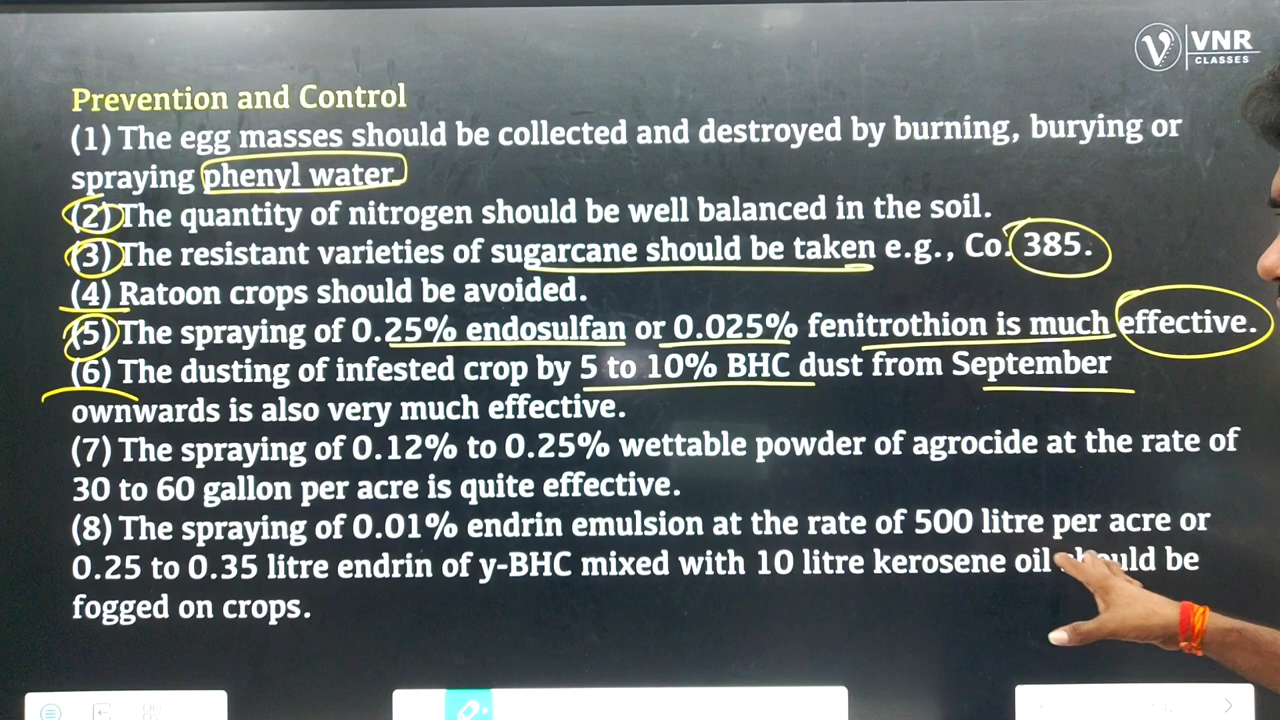 VNR
CLASSES
Prevention and Control
(1) The egg masses should be collected and destroyed by burning, burying or
spraying phenyl water.
(2) The quantity of nitrogen should be well balanced in the soil.
(3) The resistant varieties of sugarcane should be taken e.g., Co. 385.
(4) Ratoon crops should be avoided.
(5) The spraying of 0.25% endosulfan or 0.025% fenitrothion is much effective.
(6) The dusting of infested crop by 5 to 10% BHC dust from September
ownwards is also very much effective.
(7) The spraying of 0.12% to 0.25% wettable powder of agrocide at the rate of
30 to 60 gallon per acre is quite effective.
(8) The spraying of 0.01% endrin emulsion at the rate of 500 litre per acre or
0.25 to 0.35 litre endrin of y-BHC mixed with 10 litre kerosene oil should be
fogged on crops.